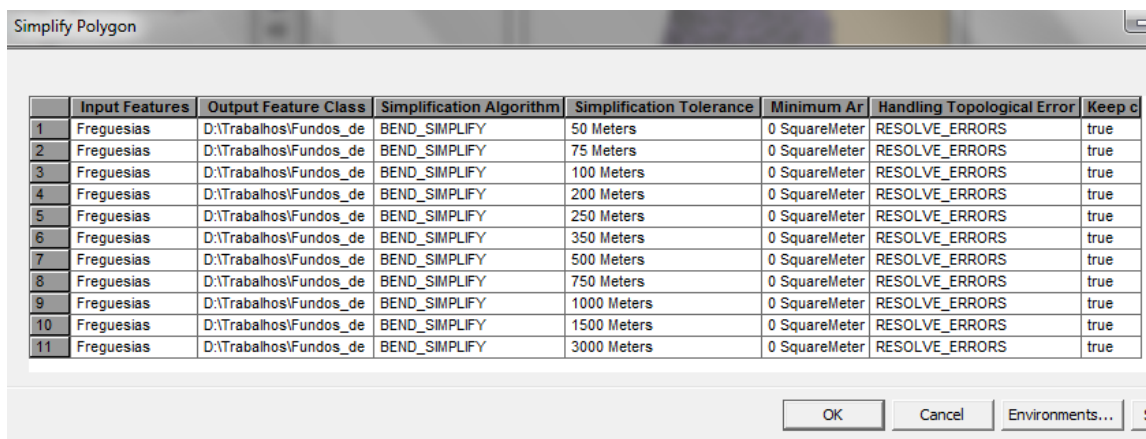 Simplify Polygon
Input Features Output Feature Class Simplification Algorithm Simplification Tolerance Minimum Ar Handling Topological Error Keep c
1 Freguesias D:\Trabalhos\Fundos_de BEND_SIMPLIFY 50 Meters 0 SquareMeter RESOLVE_ERRORS true
2 Freguesias D:\Trabalhos\Fundos_de BEND_SIMPLIFY 75 Meters 0 SquareMeter RESOLVE_ERRORS true
3 Freguesias D:\Trabalhos\Fundos_de BEND_SIMPLIFY 100 Meters 0 SquareMeter RESOLVE_ERRORS true
4 Freguesias D:\Trabalhos\Fundos_de BEND_SIMPLIFY 200 Meters 0 SquareMeter RESOLVE_ERRORS true
5 Freguesias D:\Trabalhos\Fundos_de BEND_SIMPLIFY 250 Meters 0 SquareMeter RESOLVE_ERRORS true
6 Freguesias D:\Trabalhos\Fundos_de BEND_SIMPLIFY 350 Meters 0 SquareMeter RESOLVE_ERRORS true
7 Freguesias D:\Trabalhos\Fundos_de BEND_SIMPLIFY 500 Meters 0 SquareMeter RESOLVE_ERRORS true
8 Freguesias D:\Trabalhos\Fundos_de BEND_SIMPLIFY 750 Meters 0 SquareMeter RESOLVE_ERRORS true
9 Freguesias D:\Trabalhos\Fundos_de BEND_SIMPLIFY 1000 Meters 0 SquareMeter RESOLVE_ERRORS true
10 Freguesias D:\Trabalhos\Fundos_de BEND_SIMPLIFY 1500 Meters 0 SquareMeter RESOLVE_ERRORS true
11 Freguesias D:\Trabalhos\Fundos_de BEND_SIMPLIFY 3000 Meters 0 SquareMeter RESOLVE_ERRORS true
OK Cancel Environments...